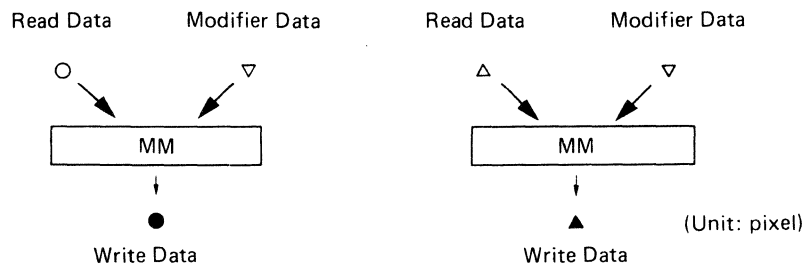 Read Data Modifier Data Read Data Modifier Data
MM MM
(Unit: pixel)
Write Data Write Data